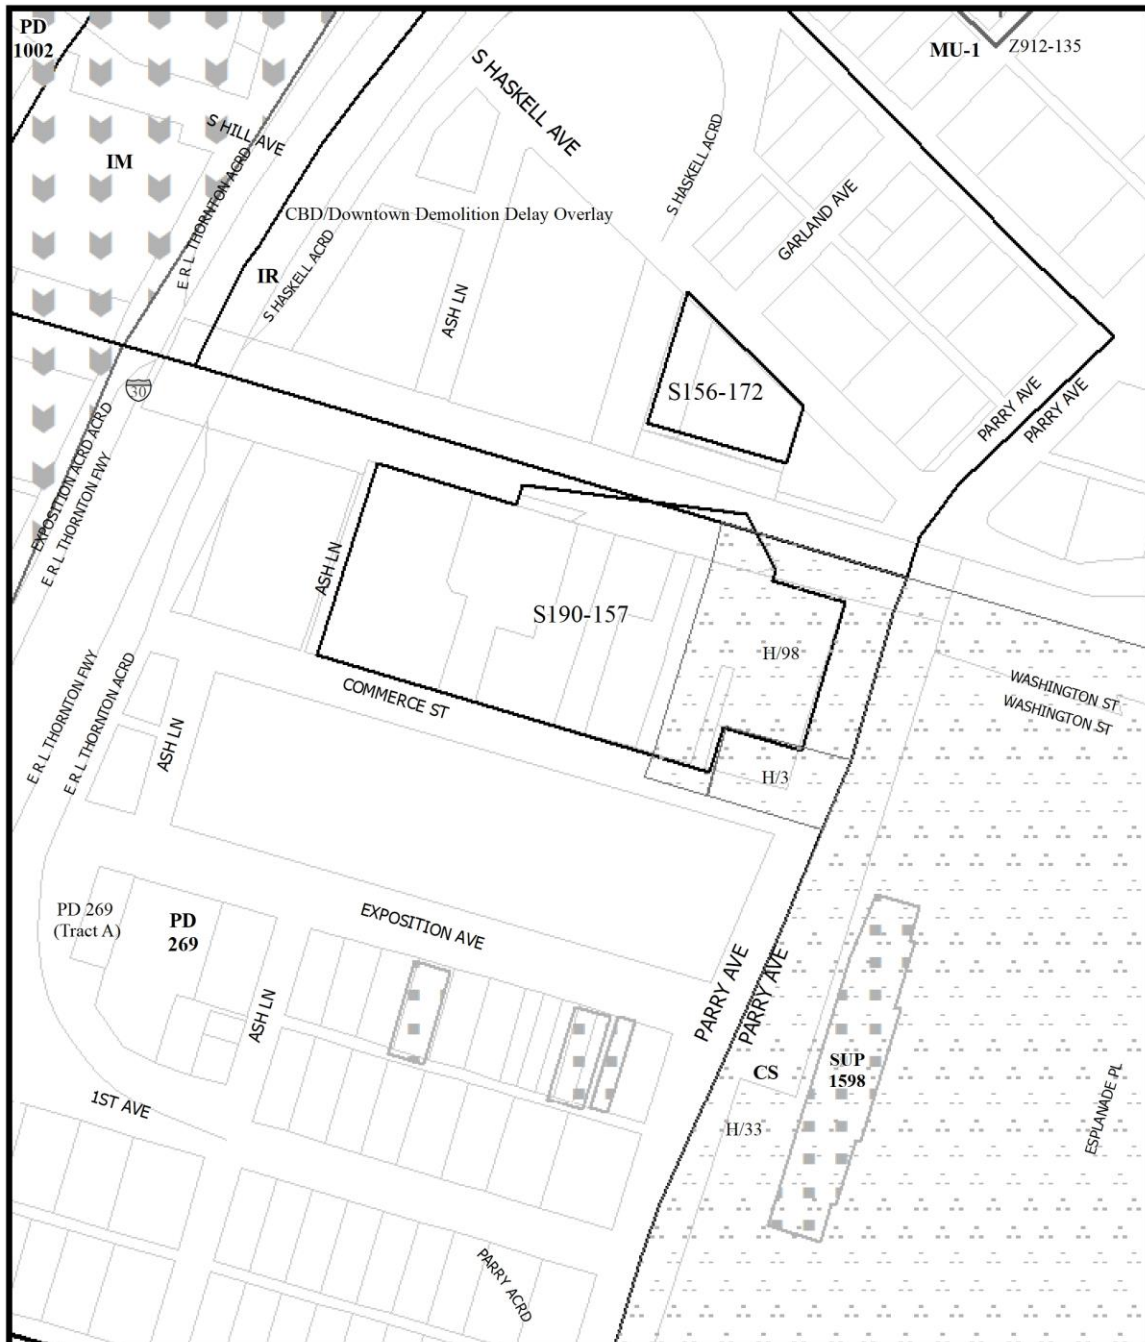 PD
1002
MU-1
Z912-135
S HASKELL AVE
S HILL AVE
IM
S HASKELL ACRD
E R L THORNTON ACRD
CBD/Downtown Demolition Delay Overlay
GARLAND AVE
IR
S HASKELL ACRD
ASH LN
30
S156-172
PARRY AVE
PARRY AVE
EXPOSITION ACRD ACRD
E R L THORNTON FWY
ASH LN
S190-157
H/98
COMMERCE ST
WASHINGTON ST
WASHINGTON ST
E R L THORNTON FWY
E R L THORNTON ACRD
ASH LN
H/3
PD 269
(Tract A)
PD
269
EXPOSITION AVE
PARRY AVE
PARRY AVE
ASH LN
CS
SUP
1598
1ST AVE
H/33
ESPLANADE PL
PARRY ACRD